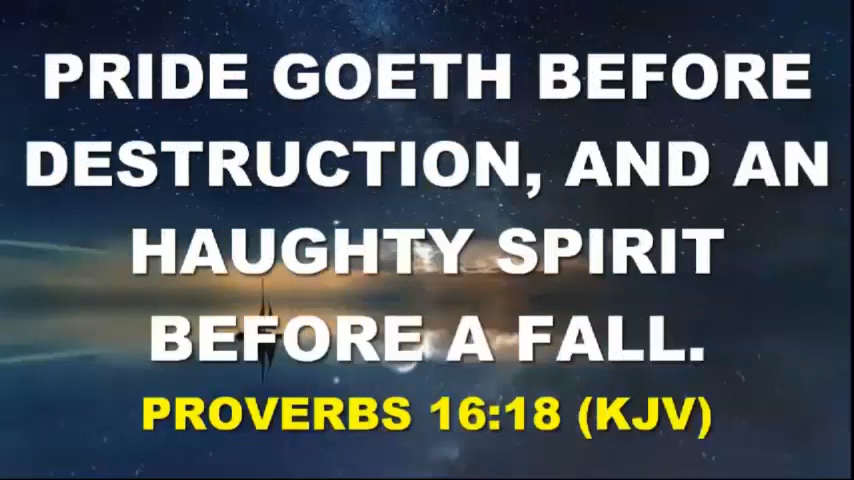 PRIDE GOETH BEFORE
DESTRUCTION, AND AN
HAUGHTY SPIRIT
BEFORE A FALL.
PROVERBS 16:18 (KJV)